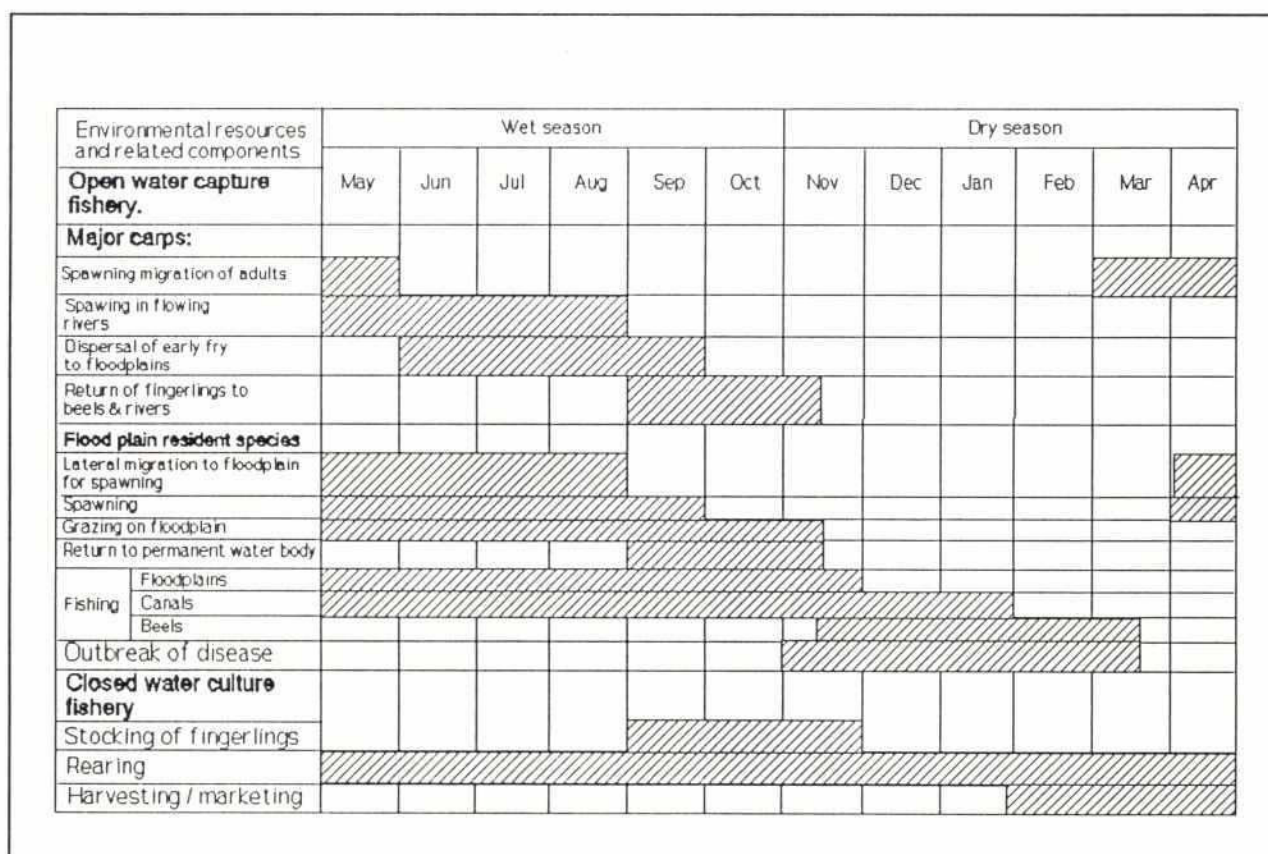 Environmental resources
and related components
Wet season
Dry season
Open water capture
fishery.
May Jun Jul Aug Sep Oct Nov Dec Jan Feb Mar Apr
Major carps:
Spawning migration of adults
Spawing in flowing
rivers
Dispersal of early fry
to floodplains
Return of fingerlings to
beels & rivers
Flood plain resident species
Lateral migration to floodplain
for spawning
Spawning
Grazing on floodplain
Return to permanent water body
Fishing
Floodplains
Canals
Beels
Outbreak of disease
Closed water culture
fishery
Stocking of fingerlings
Rearing
Harvesting / marketing